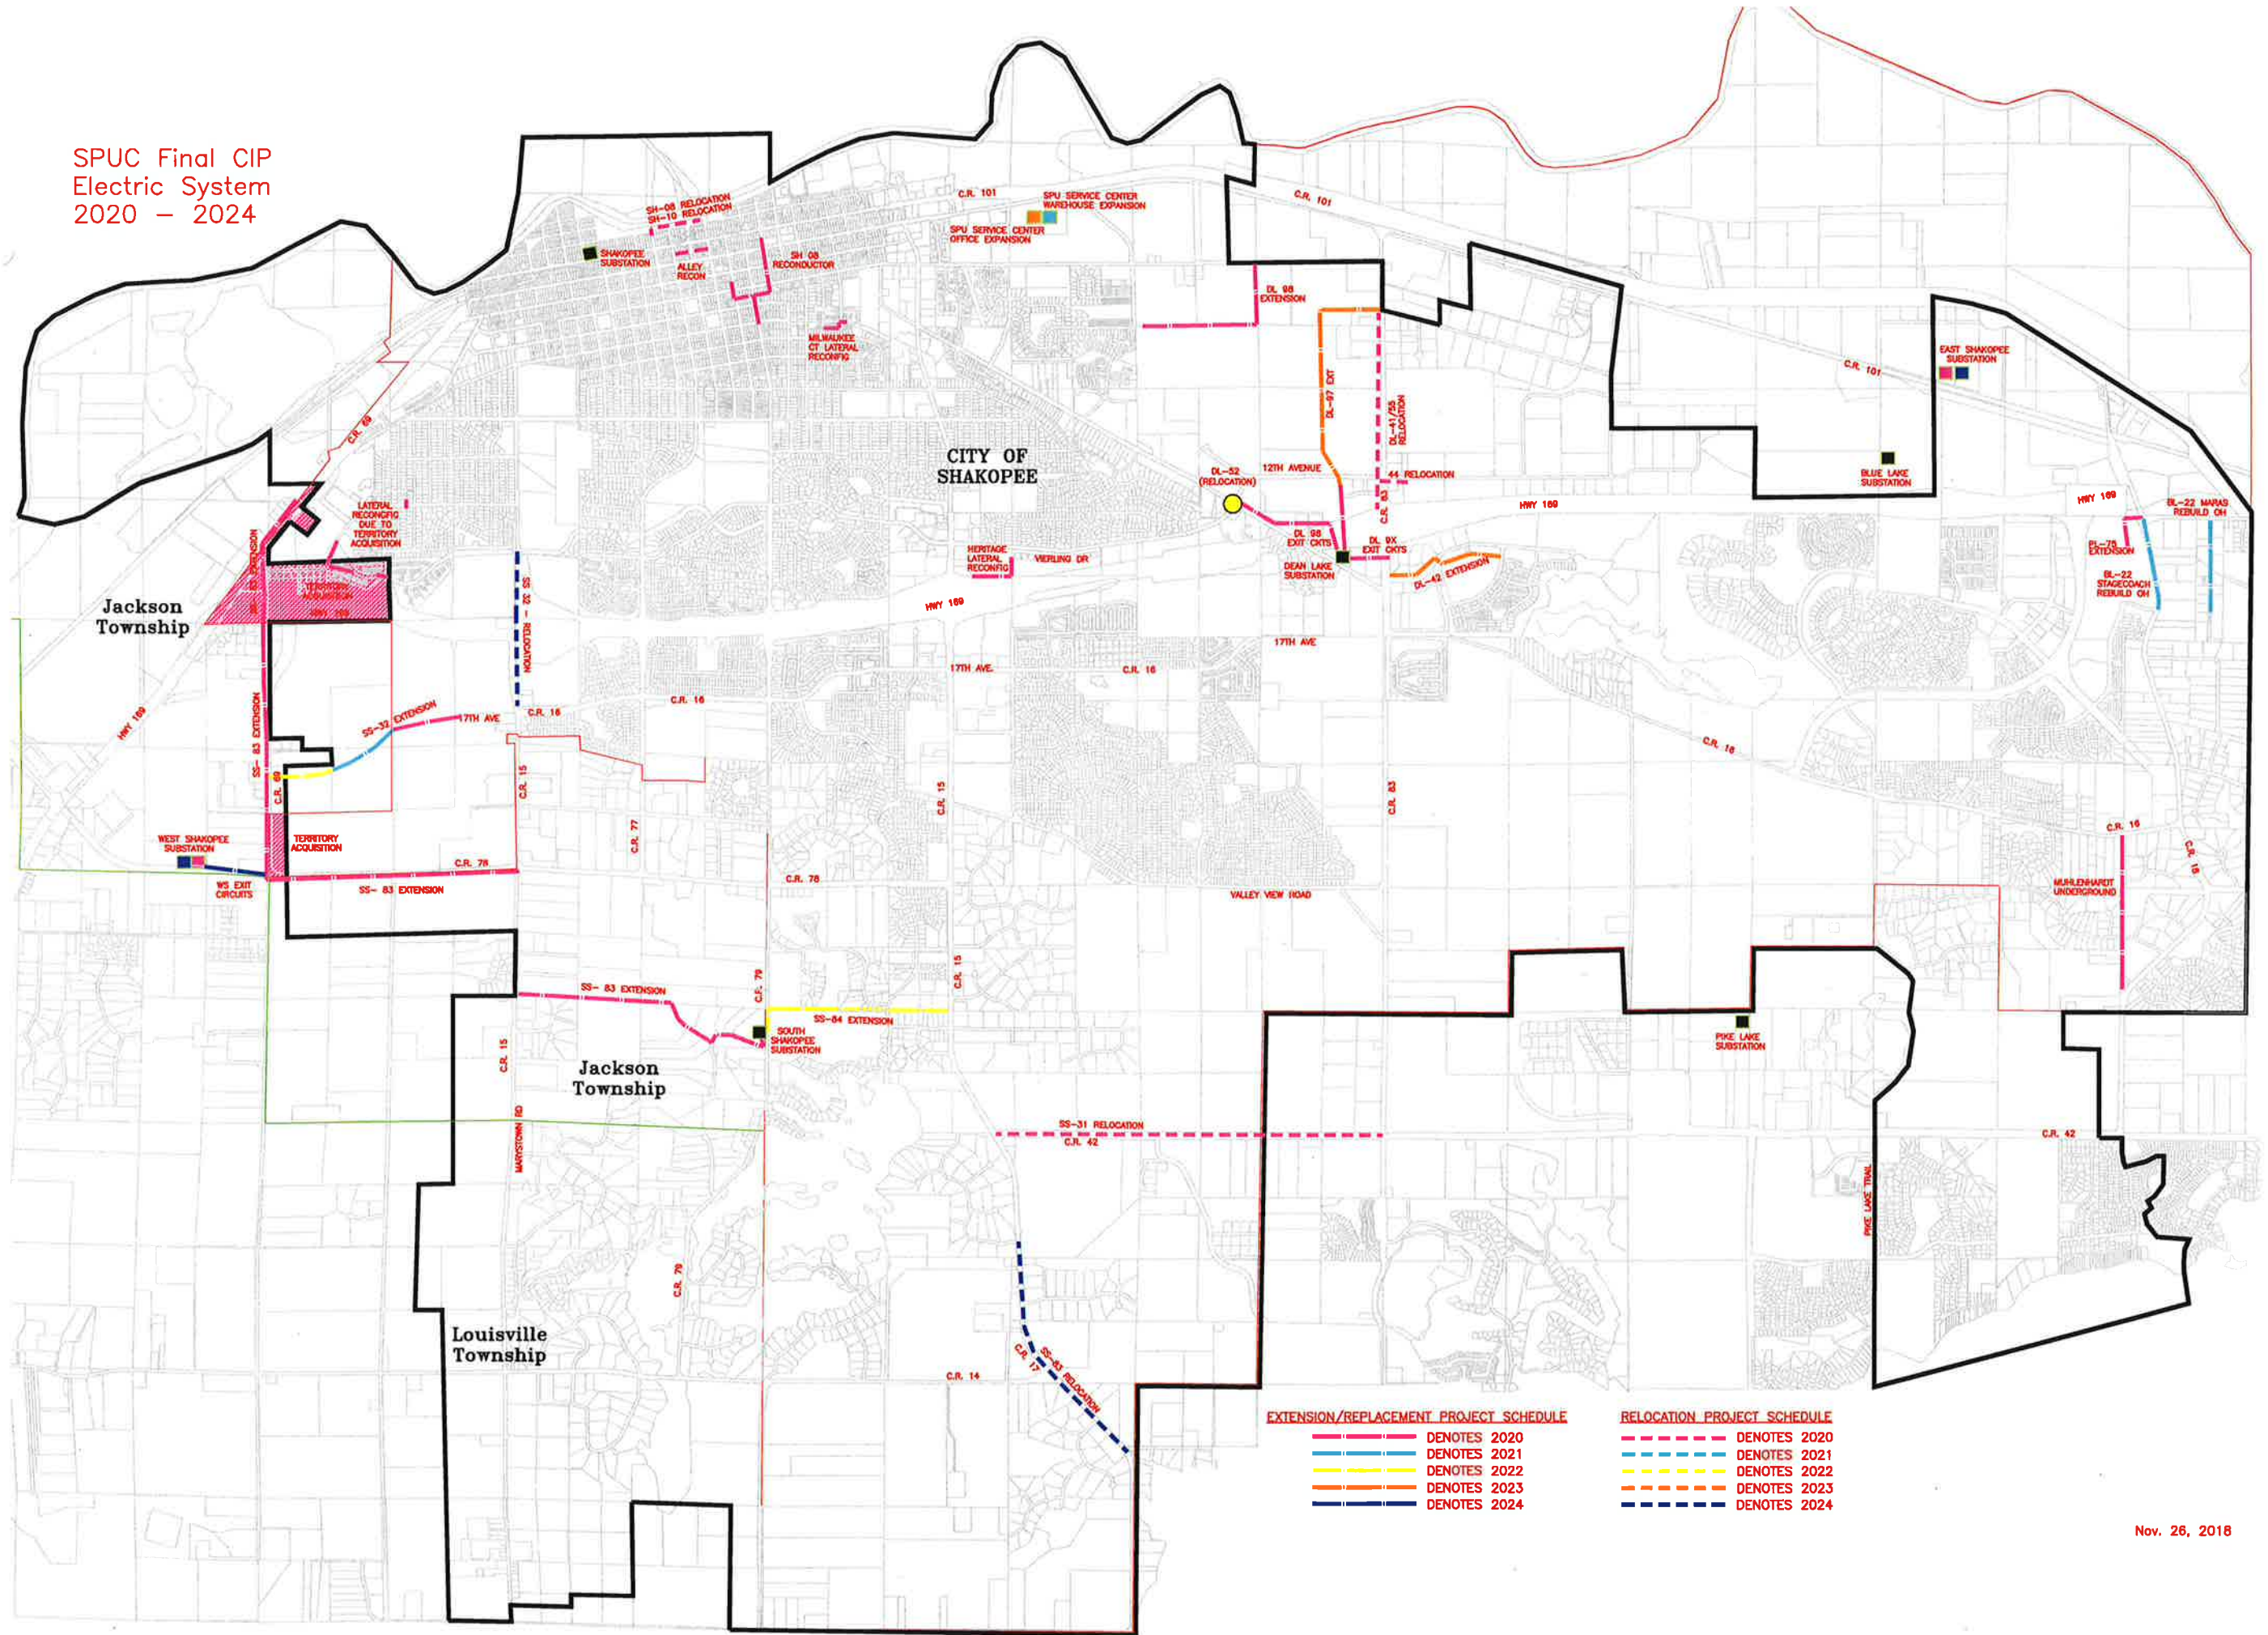 SPUC Final CIP
Electric System
2020 - 2024
SH-08 RELOCATION
SH-10 RELOCATION
SHAKOPEE
SUBSTATION
ALLEY
RECON
SH 08
RECONDUCTOR
MILWAUKEE
CT LATERAL
RECONFIG
C.R. 101
SPU SERVICE CENTER
WAREHOUSE EXPANSION
SPU SERVICE CENTER
OFFICE EXPANSION
C.R. 101
DL 98
EXTENSION
DL-97 EXT
DL-41/55
RELOCATION
C.R. 101
EAST SHAKOPEE
SUBSTATION
BLUE LAKE
SUBSTATION
C.R. 69
CITY OF
SHAKOPEE
DL-52
(RELOCATION)
12TH AVENUE
44 RELOCATION
C.R. 83
HWY 169
HWY 169
BL-22 MARAS
REBUILD OH
EXTENSION
BL-22
STAGECOACH
REBUILD OH
LATERAL
RECONGFIG
DUE TO
TERRITORY
ACQUISITION
TERRITORY
ACQUISITION
HWY 169
Jackson
Township
SS 32 - RELOCATION
HERITAGE
LATERAL
RECONFIG
VIERLING DR
DL 98
EXIT CKTS
DL 9X
EXIT CKTS
DEAN LAKE
SUBSTATION
DL-42 EXTENSION
HWY 169
17TH AVE
17TH AVE.
C.R. 16
HWY 169
SS- 83 EXTENSION
SS-32 EXTENSION
17TH AVE
C.R. 16
C.R. 16
C.R. 16
C.R. 69
C.R. 15
C.R. 77
C.R. 15
C.R. 83
C.R. 16
C.R. 18
WEST SHAKOPEE
SUBSTATION
TERRITORY
ACQUISITION
WS EXIT
CIRCUITS
C.R. 78
SS- 83 EXTENSION
C.R. 78
VALLEY VIEW ROAD
MUHLENHARDT
UNDERGROUND
SS- 83 EXTENSION
C.R. 79
C.R. 15
SS-84 EXTENSION
SOUTH
SHAKOPEE
SUBSTATION
PIKE LAKE
SUBSTATION
C.R. 15
Jackson
Township
MARYSTOWN RD
SS-31 RELOCATION
C.R. 42
C.R. 42
PIKE LAKE TRAIL
C.R. 79
Louisville
Township
C.R. 14
C.R. 17
SS-83 RELOCATION
EXTENSION/REPLACEMENT PROJECT SCHEDULE
DENOTES 2020
DENOTES 2021
DENOTES 2022
DENOTES 2023
DENOTES 2024
RELOCATION PROJECT SCHEDULE
DENOTES 2020
DENOTES 2021
DENOTES 2022
DENOTES 2023
DENOTES 2024
Nov. 26, 2018